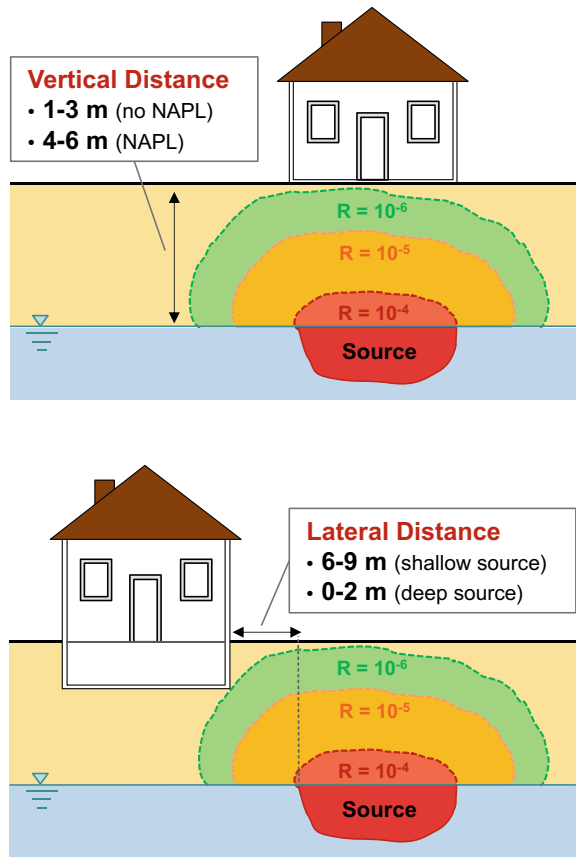 Vertical Distance
• 1-3 m (no NAPL)
• 4-6 m (NAPL)
R = 10⁻⁶
R = 10⁻⁵
R = 10⁻⁴
Source
Lateral Distance
• 6-9 m (shallow source)
• 0-2 m (deep source)
R = 10⁻⁶
R = 10⁻⁵
R = 10⁻⁴
Source